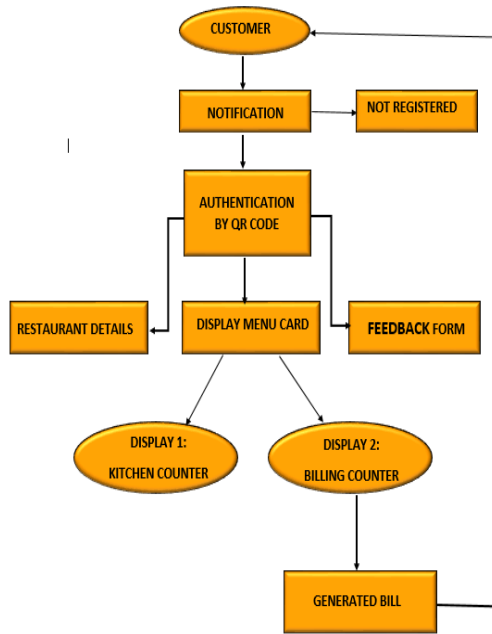 CUSTOMER
NOTIFICATION
NOT REGISTERED
AUTHENTICATION
BY QR CODE
RESTAURANT DETAILS
DISPLAY MENU CARD
FEEDBACK FORM
DISPLAY 1:
KITCHEN COUNTER
DISPLAY 2:
BILLING COUNTER
GENERATED BILL